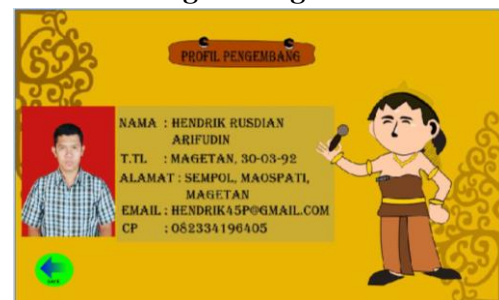 PROFIL PENGEMBANG
NAMA : HENDRIK RUSDIAN
ARIFUDIN
T.TL : MAGETAN, 30-03-92
ALAMAT : SEMPOL, MAOSPATI,
MAGETAN
EMAIL : HENDRIK45P@GMAIL.COM
CP : 082334196405